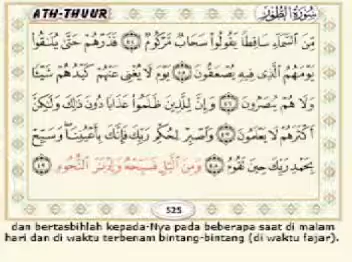 ATH-THUUR سُورَةُ الطُّورِ
مِّنَ السَّمَاءِ سَاقِطًا يَقُولُوا سَحَابٌ مَّرْكُومٌ ٤٤ فَذَرْهُمْ حَتَّىٰ يُلَاقُوا
يَوْمَهُمُ الَّذِي فِيهِ يُصْعَقُونَ ٤٥ يَوْمَ لَا يُغْنِي عَنْهُمْ كَيْدُهُمْ شَيْئًا
وَلَا هُمْ يُنصَرُونَ ٤٦ وَإِنَّ لِلَّذِينَ ظَلَمُوا عَذَابًا دُونَ ذَٰلِكَ وَلَٰكِنَّ
أَكْثَرَهُمْ لَا يَعْلَمُونَ ٤٧ وَاصْبِرْ لِحُكْمِ رَبِّكَ فَإِنَّكَ بِأَعْيُنِنَا وَسَبِّحْ
بِحَمْدِ رَبِّكَ حِينَ تَقُومُ ٤٨ وَمِنَ اللَّيْلِ فَسَبِّحْهُ وَإِدْبَارَ النُّجُومِ ٤٩
525
dan bertasbihlah kepada-Nya pada beberapa saat di malam
hari dan di waktu terbenam bintang-bintang (di waktu fajar).